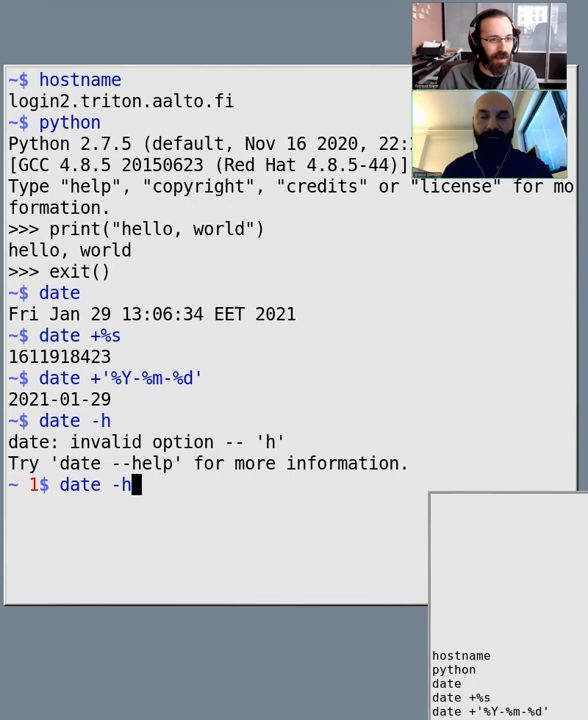 ~$ hostname
login2.triton.aalto.fi
~$ python
Python 2.7.5 (default, Nov 16 2020, 22:
[GCC 4.8.5 20150623 (Red Hat 4.8.5-44)]
Type "help", "copyright", "credits" or "license" for mo
formation.
>>> print("hello, world")
hello, world
>>> exit()
~$ date
Fri Jan 29 13:06:34 EET 2021
~$ date +%s
1611918423
~$ date +'%Y-%m-%d'
2021-01-29
~$ date -h
date: invalid option -- 'h'
Try 'date --help' for more information.
~ 1$ date -h
hostname
python
date
date +%s
date +'%Y-%m-%d'